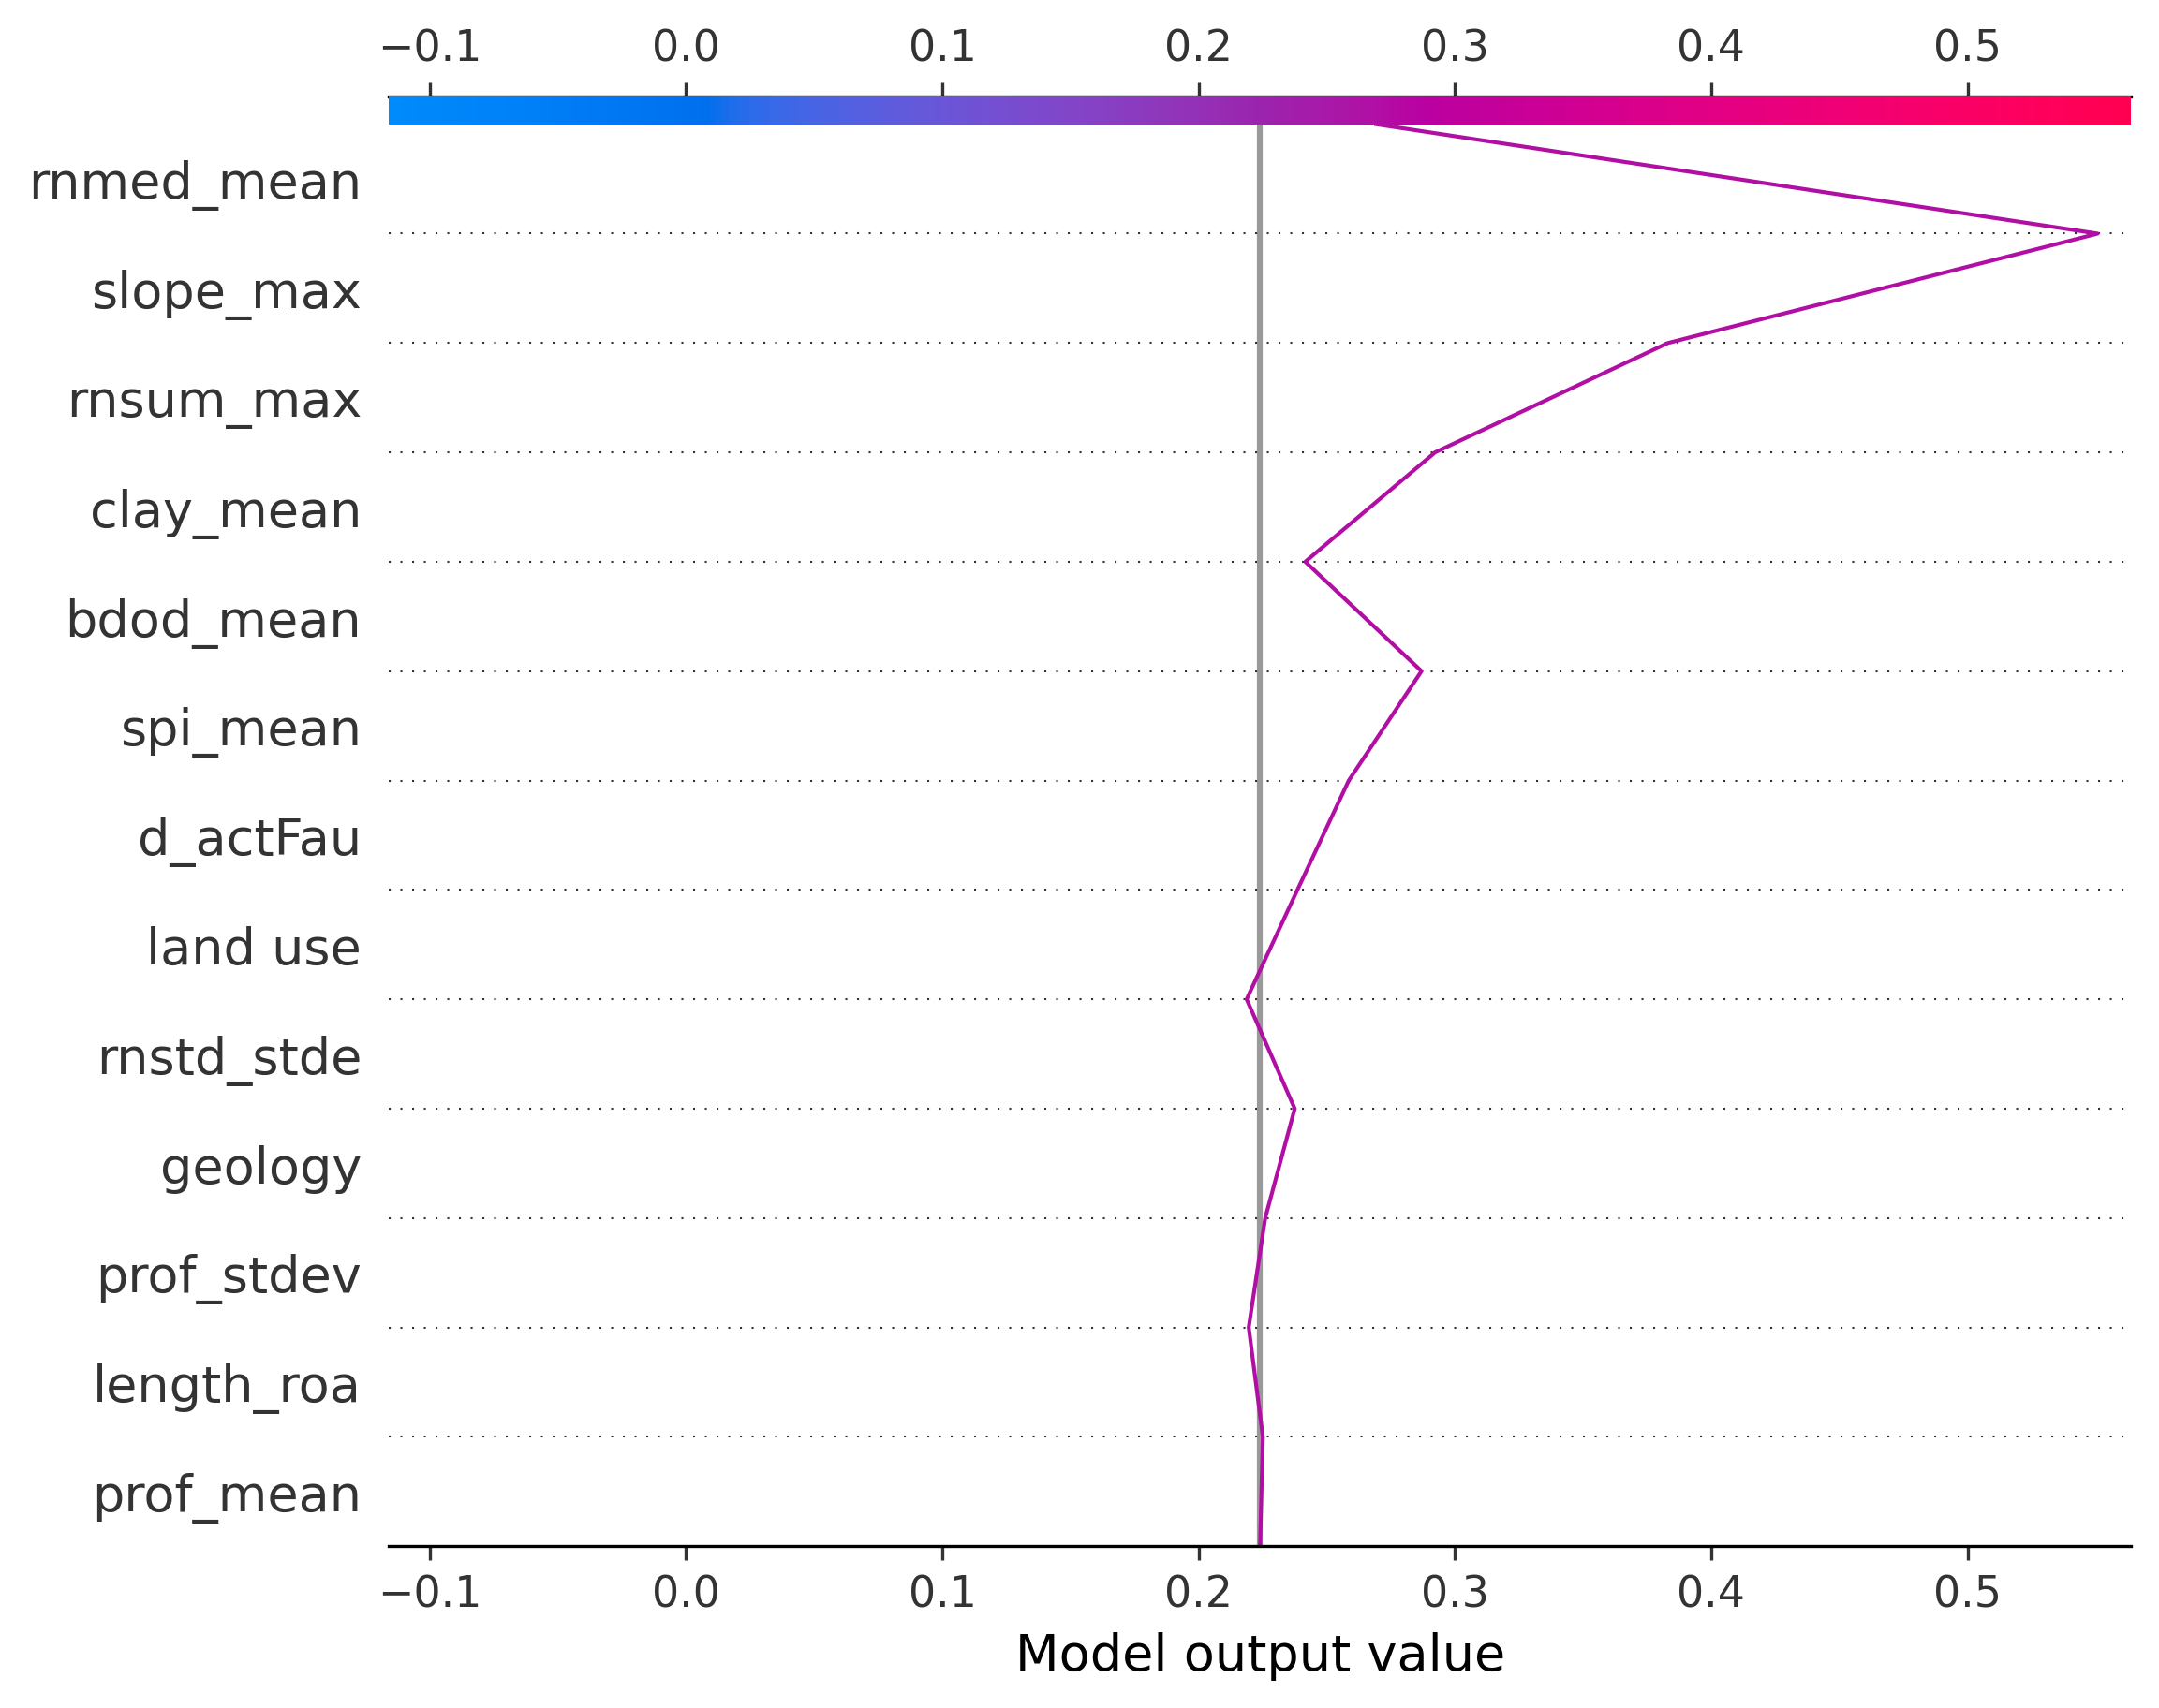 −0.1 0.0 0.1 0.2 0.3 0.4 0.5
rnmed_mean
slope_max
rnsum_max
clay_mean
bdod_mean
spi_mean
d_actFau
land use
rnstd_stde
geology
prof_stdev
length_roa
prof_mean
−0.1 0.0 0.1 0.2 0.3 0.4 0.5
Model output value